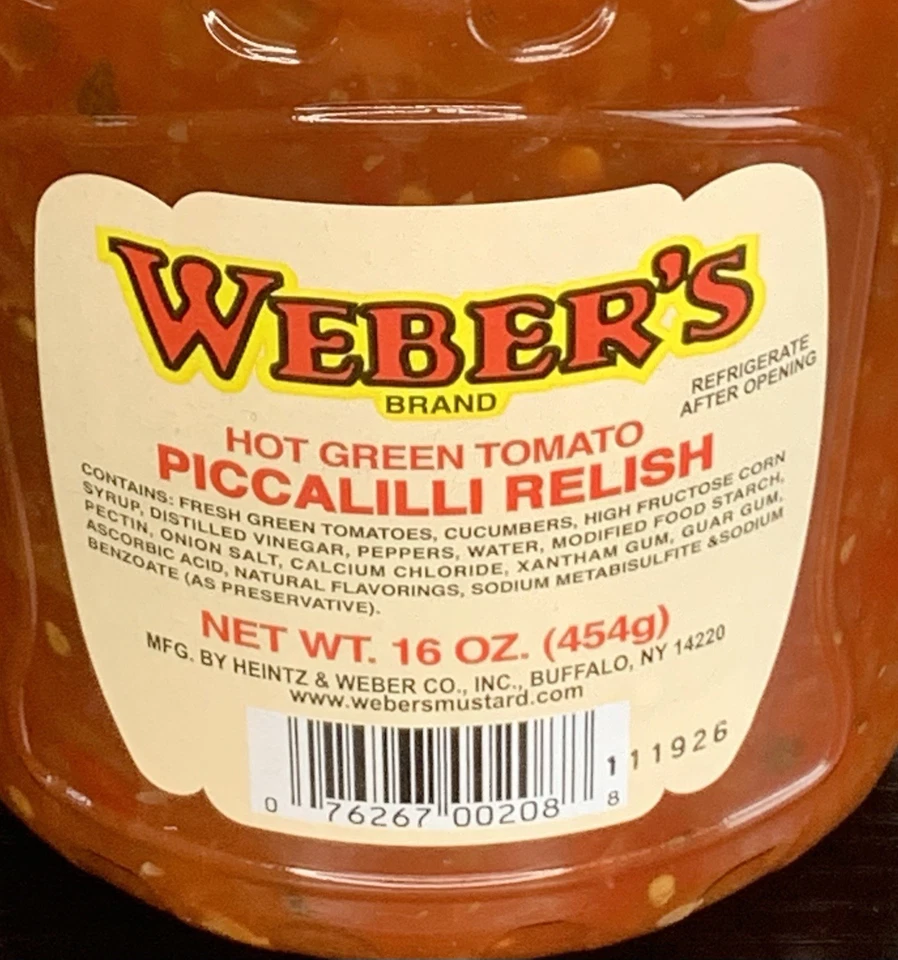 WEBER'S
BRAND
REFRIGERATE
AFTER OPENING
HOT GREEN TOMATO
PICCALILLI RELISH
CONTAINS: FRESH GREEN TOMATOES, CUCUMBERS, HIGH FRUCTOSE CORN
SYRUP, DISTILLED VINEGAR, PEPPERS, WATER, MODIFIED FOOD STARCH,
PECTIN, ONION SALT, CALCIUM CHLORIDE, XANTHAM GUM, GUAR GUM,
ASCORBIC ACID, NATURAL FLAVORINGS, SODIUM METABISULFITE &SODIUM
BENZOATE (AS PRESERVATIVE).
NET WT. 16 OZ. (454g)
MFG. BY HEINTZ & WEBER CO., INC., BUFFALO, NY 14220
www.webersmustard.com
111926
0 76267 00208 8